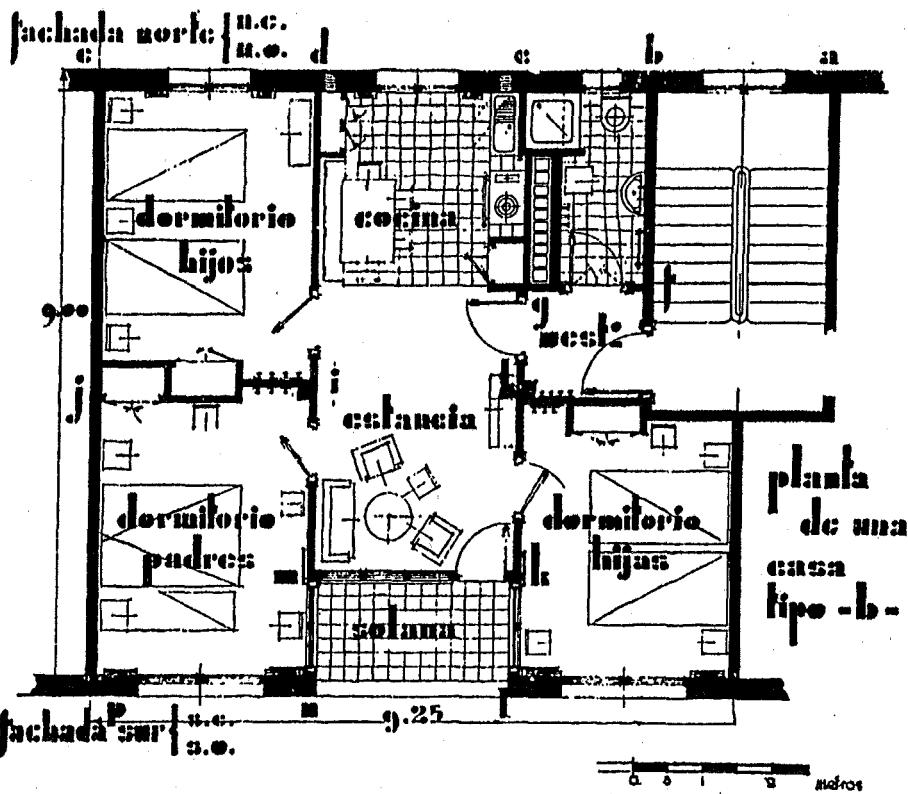 fachada norte { n.e.
n.o.
e d c b a
dormitorio
hijos
cocina
f
9.00
g
vest:
j
estancia
planta
de una
casa
tipo -b-
dormitorio
padres
dormitorio
hijas
m
k
solana
p n l
9.25
fachada sur { s.e.
s.o.
metros